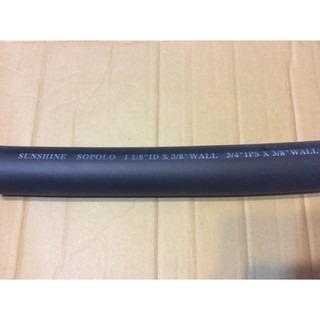 SUNSHINE SOPOLO 1 1/8"ID X 3/8"WALL 3/4"IPS X 3/8"WALL